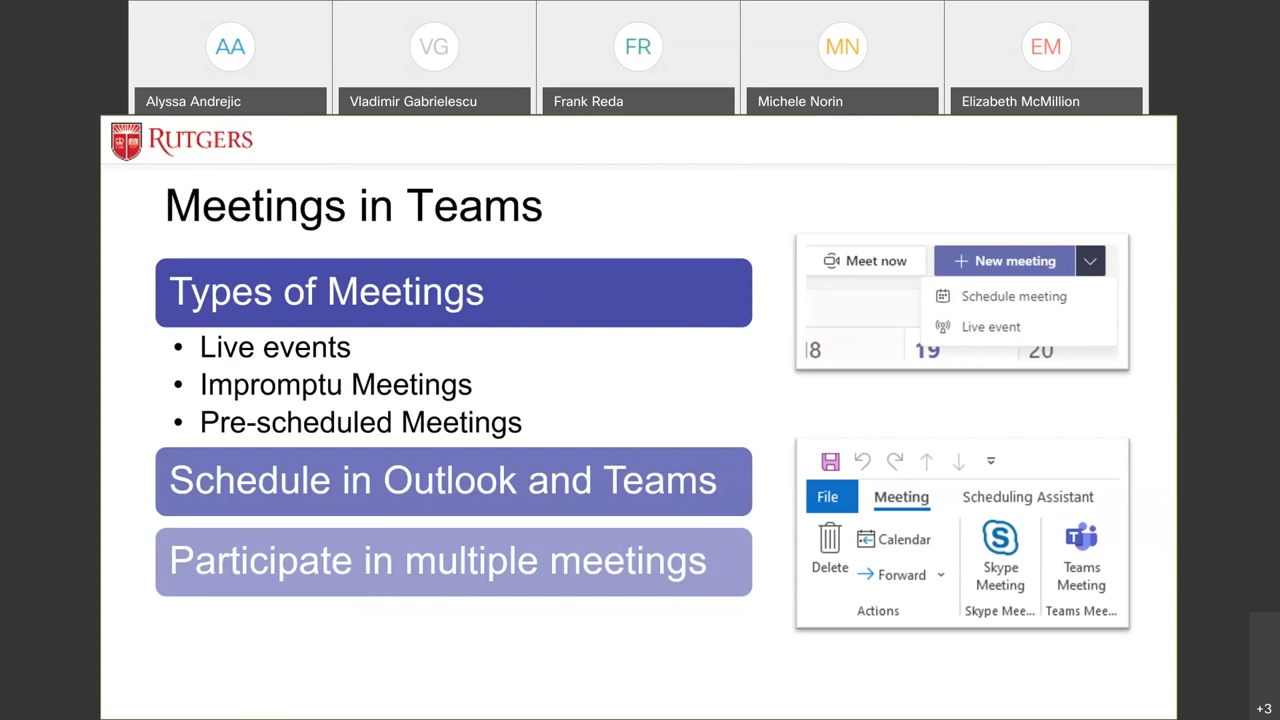 AA
VG
FR
MN
EM
Alyssa Andrejic
Vladimir Gabrielescu
Frank Reda
Michele Norin
Elizabeth McMillion
RUTGERS
Meetings in Teams
Types of Meetings
• Live events
• Impromptu Meetings
• Pre-scheduled Meetings
Schedule in Outlook and Teams
Participate in multiple meetings
Meet now
+ New meeting
Schedule meeting
Live event
18
19
20
File
Meeting
Scheduling Assistant
Delete
Calendar
Forward
Actions
S
Skype
Meeting
Skype Mee...
T
Teams
Meeting
Teams Mee...
+3